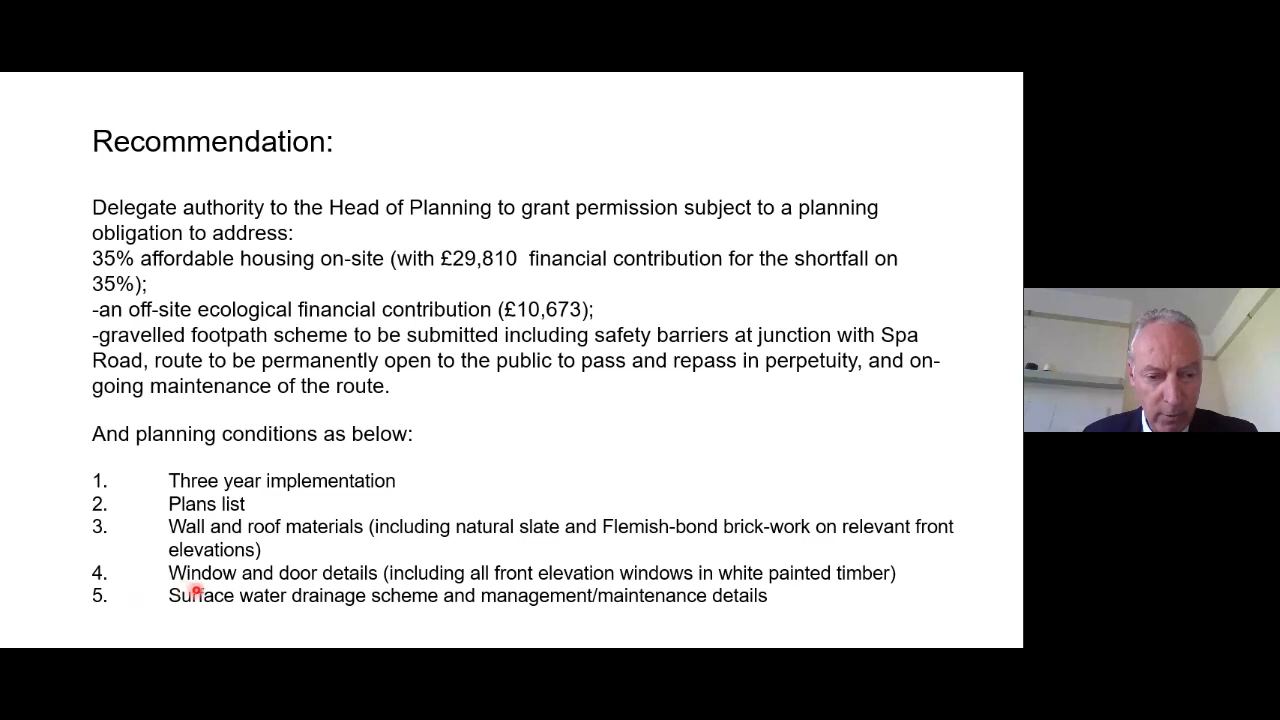 Recommendation:
Delegate authority to the Head of Planning to grant permission subject to a planning
obligation to address:
35% affordable housing on-site (with £29,810  financial contribution for the shortfall on
35%);
-an off-site ecological financial contribution (£10,673);
-gravelled footpath scheme to be submitted including safety barriers at junction with Spa
Road, route to be permanently open to the public to pass and repass in perpetuity, and on-
going maintenance of the route.
And planning conditions as below:
1. Three year implementation
2. Plans list
3. Wall and roof materials (including natural slate and Flemish-bond brick-work on relevant front
elevations)
4. Window and door details (including all front elevation windows in white painted timber)
5. Surface water drainage scheme and management/maintenance details